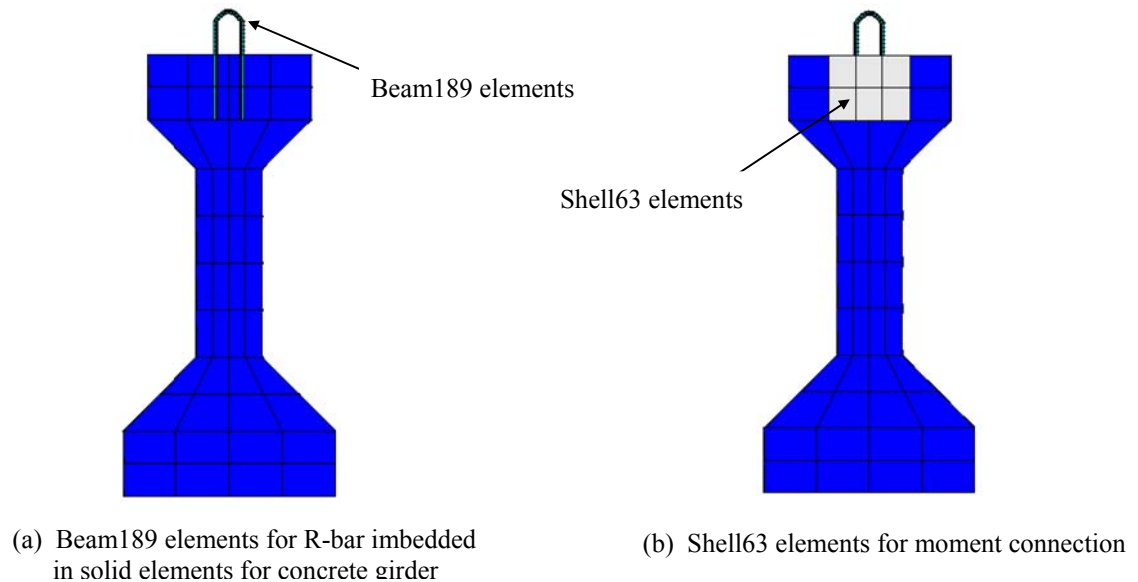 Beam189 elements
Shell63 elements
(a) Beam189 elements for R-bar imbedded
in solid elements for concrete girder
(b) Shell63 elements for moment connection